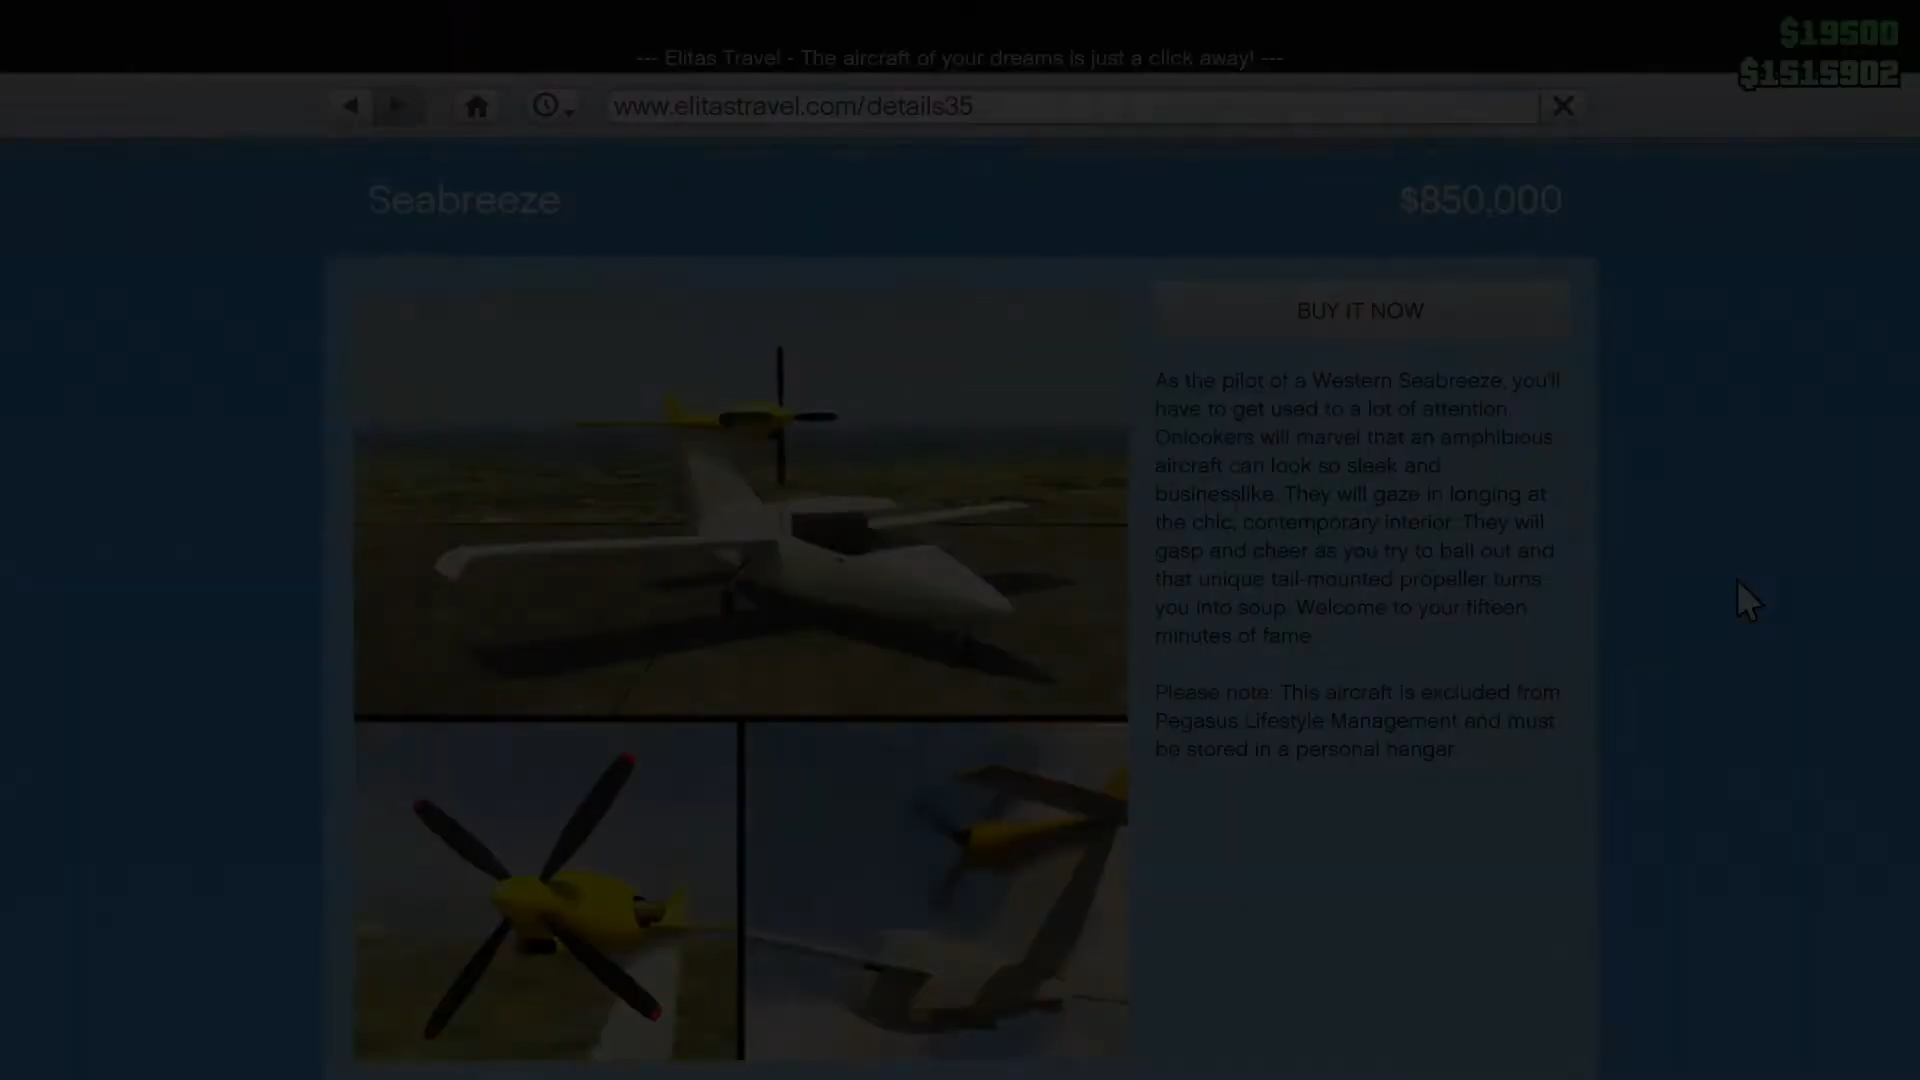 $19500
--- Elitas Travel - The aircraft of your dreams is just a click away! ---
$1515902
www.elitastravel.com/details35
Seabreeze
$850,000
BUY IT NOW
As the pilot of a Western Seabreeze, you'll
have to get used to a lot of attention.
Onlookers will marvel that an amphibious
aircraft can look so sleek and
businesslike. They will gaze in longing at
the chic, contemporary interior. They will
gasp and cheer as you try to bail out and
that unique tail-mounted propeller turns
you into soup. Welcome to your fifteen
minutes of fame.
Please note: This aircraft is excluded from
Pegasus Lifestyle Management and must
be stored in a personal hangar.